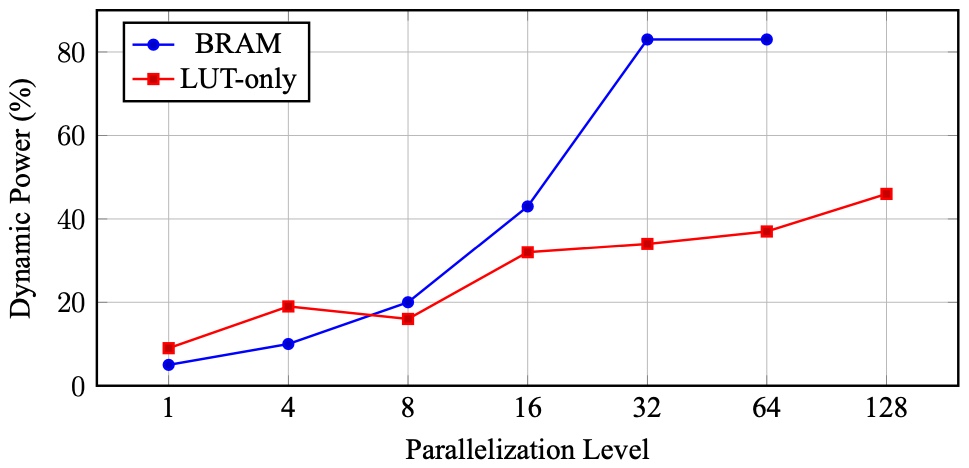 BRAM
LUT-only
Dynamic Power (%)
80
60
40
20
0
1 4 8 16 32 64 128
Parallelization Level